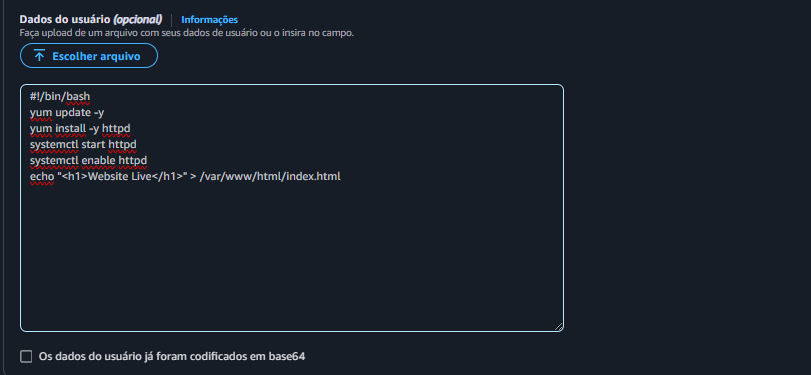 Dados do usuário (opcional) | Informações
Faça upload de um arquivo com seus dados de usuário ou o insira no campo.
Escolher arquivo
#!/bin/bash
yum update -y
yum install -y httpd
systemctl start httpd
systemctl enable httpd
echo "<h1>Website Live</h1>" > /var/www/html/index.html
Os dados do usuário já foram codificados em base64